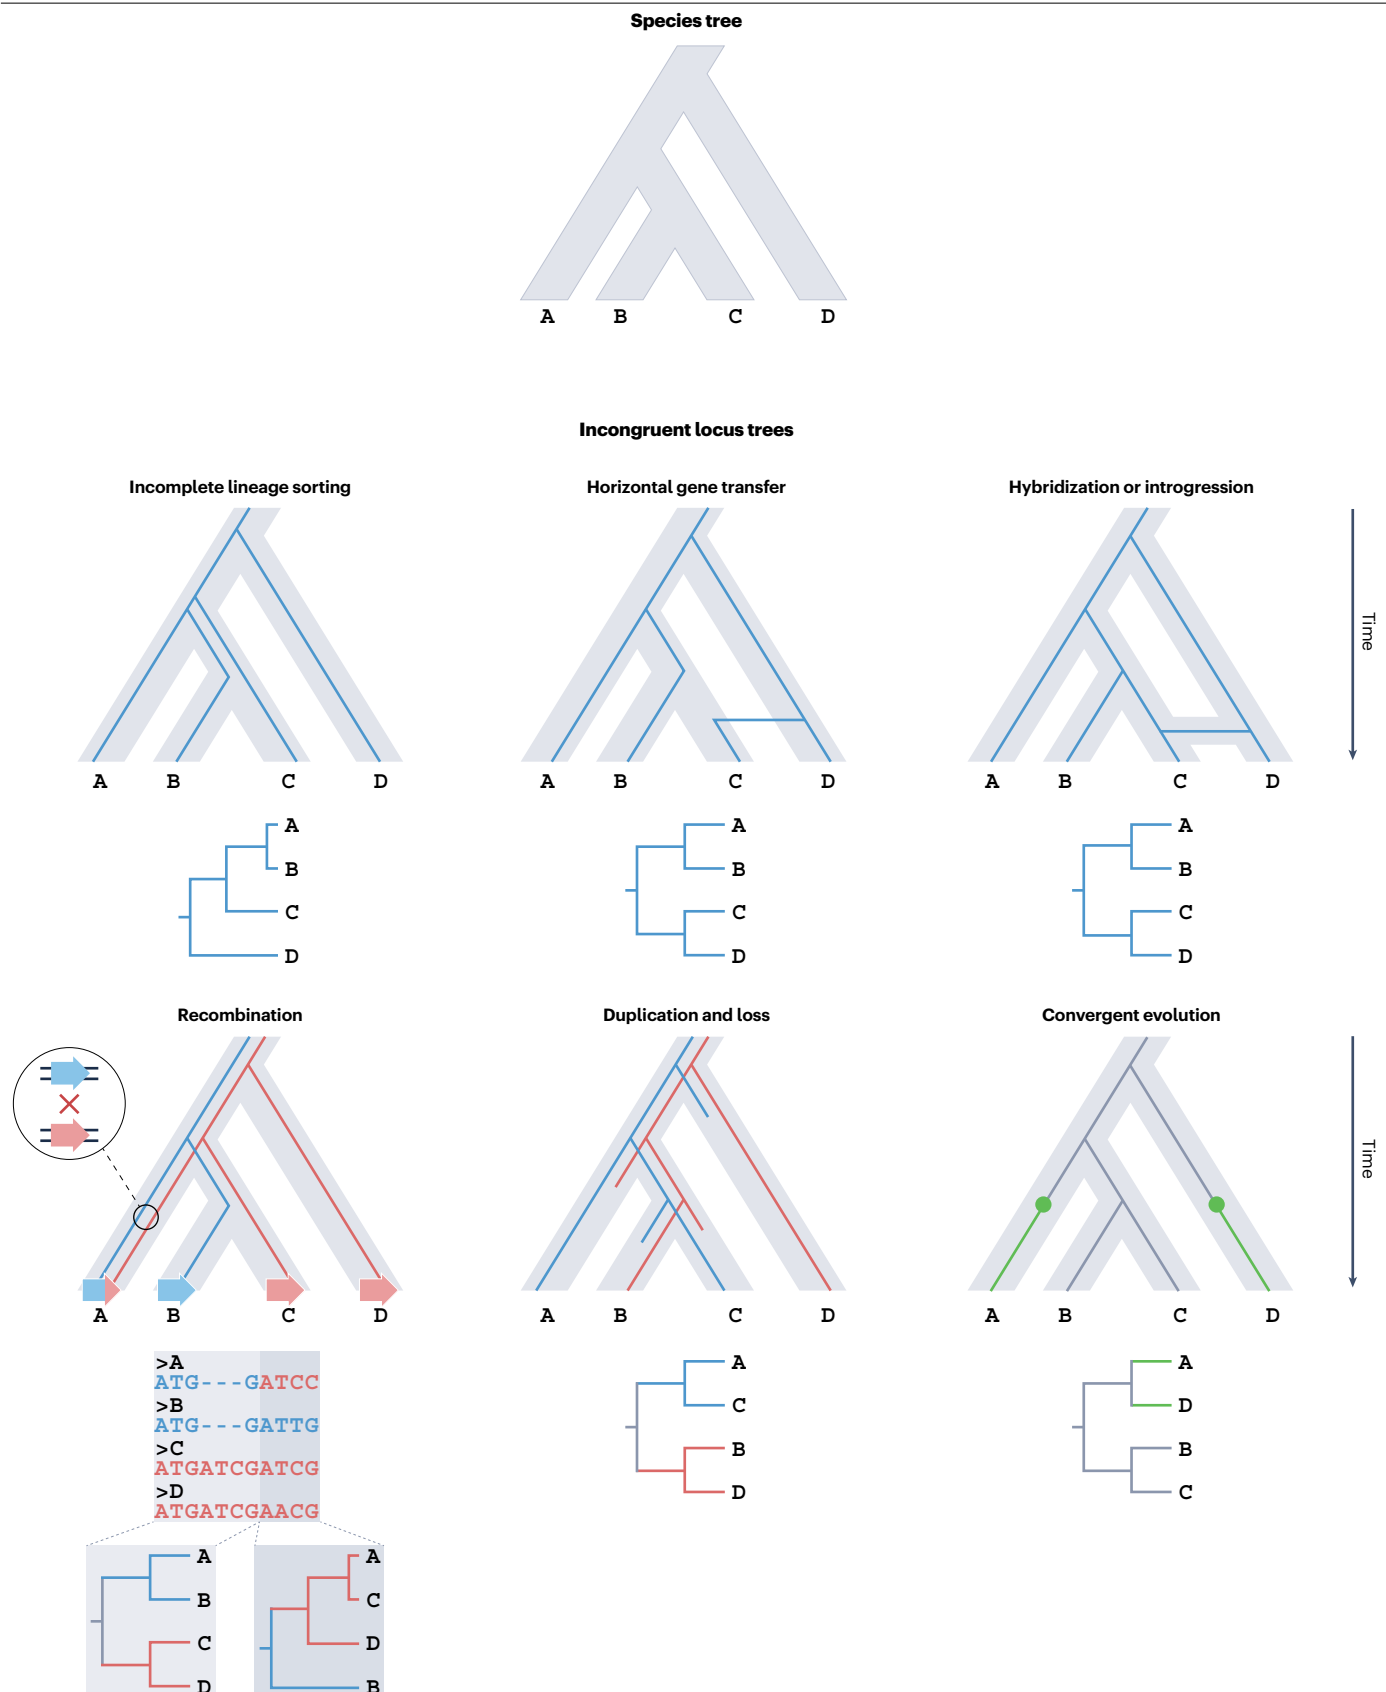 Species tree
A B C D
Incongruent locus trees
Incomplete lineage sorting
A B C D
A
B
C
D
Horizontal gene transfer
A B C D
A
B
C
D
Hybridization or introgression
A B C D
A
B
C
D
Time
Recombination
A B C D
>A
ATG---GATCC
>B
ATG---GATTG
>C
ATGATCGATCG
>D
ATGATCGAACG
A
B
C
D
A
C
D
B
Duplication and loss
A B C D
A
C
B
D
Convergent evolution
A B C D
A
D
B
C
Time